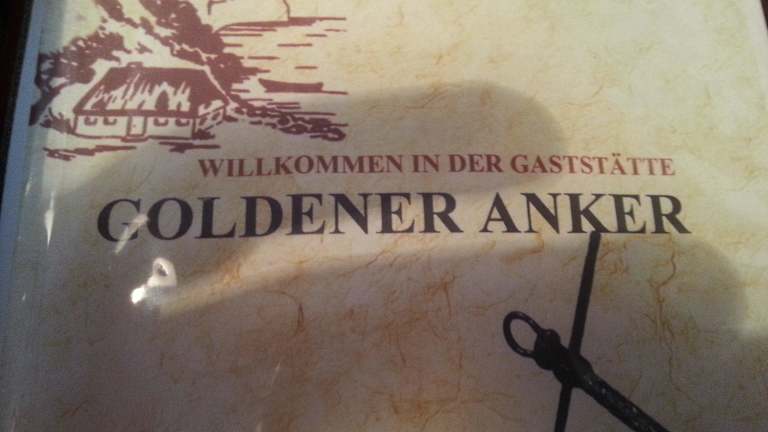 WILLKOMMEN IN DER GASTSTÄTTE
GOLDENER ANKER